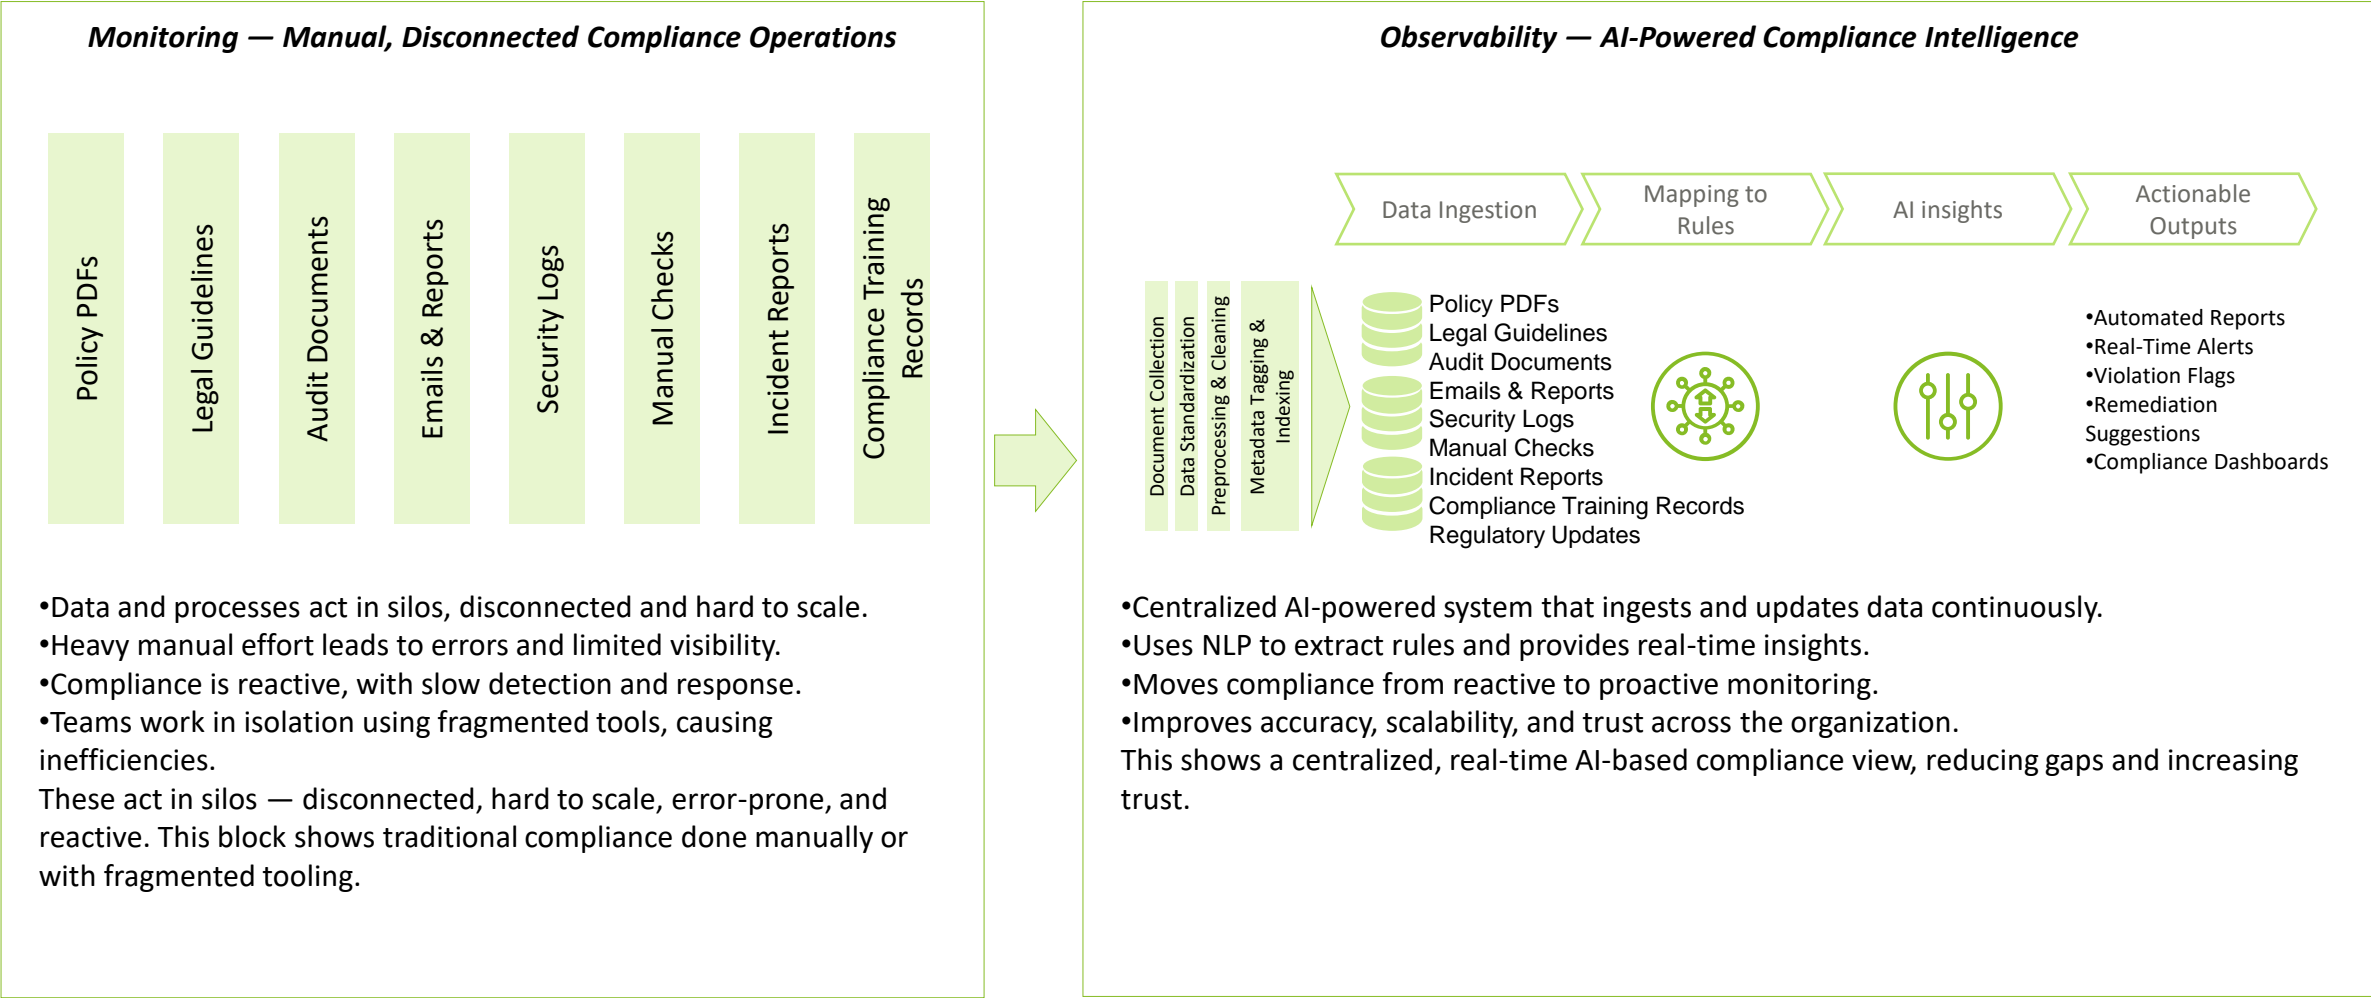 Monitoring — Manual, Disconnected Compliance Operations
Policy PDFs
Legal Guidelines
Audit Documents
Emails & Reports
Security Logs
Manual Checks
Incident Reports
Compliance Training
Records
•Data and processes act in silos, disconnected and hard to scale.
•Heavy manual effort leads to errors and limited visibility.
•Compliance is reactive, with slow detection and response.
•Teams work in isolation using fragmented tools, causing
inefficiencies.
These act in silos — disconnected, hard to scale, error-prone, and
reactive. This block shows traditional compliance done manually or
with fragmented tooling.
Observability — AI-Powered Compliance Intelligence
Data Ingestion
Mapping to
Rules
AI insights
Actionable
Outputs
Document Collection
Data Standardization
Preprocessing & Cleaning
Metadata Tagging &
Indexing
Policy PDFs
Legal Guidelines
Audit Documents
Emails & Reports
Security Logs
Manual Checks
Incident Reports
Compliance Training Records
Regulatory Updates
•Automated Reports
•Real-Time Alerts
•Violation Flags
•Remediation
Suggestions
•Compliance Dashboards
•Centralized AI-powered system that ingests and updates data continuously.
•Uses NLP to extract rules and provides real-time insights.
•Moves compliance from reactive to proactive monitoring.
•Improves accuracy, scalability, and trust across the organization.
This shows a centralized, real-time AI-based compliance view, reducing gaps and increasing
trust.